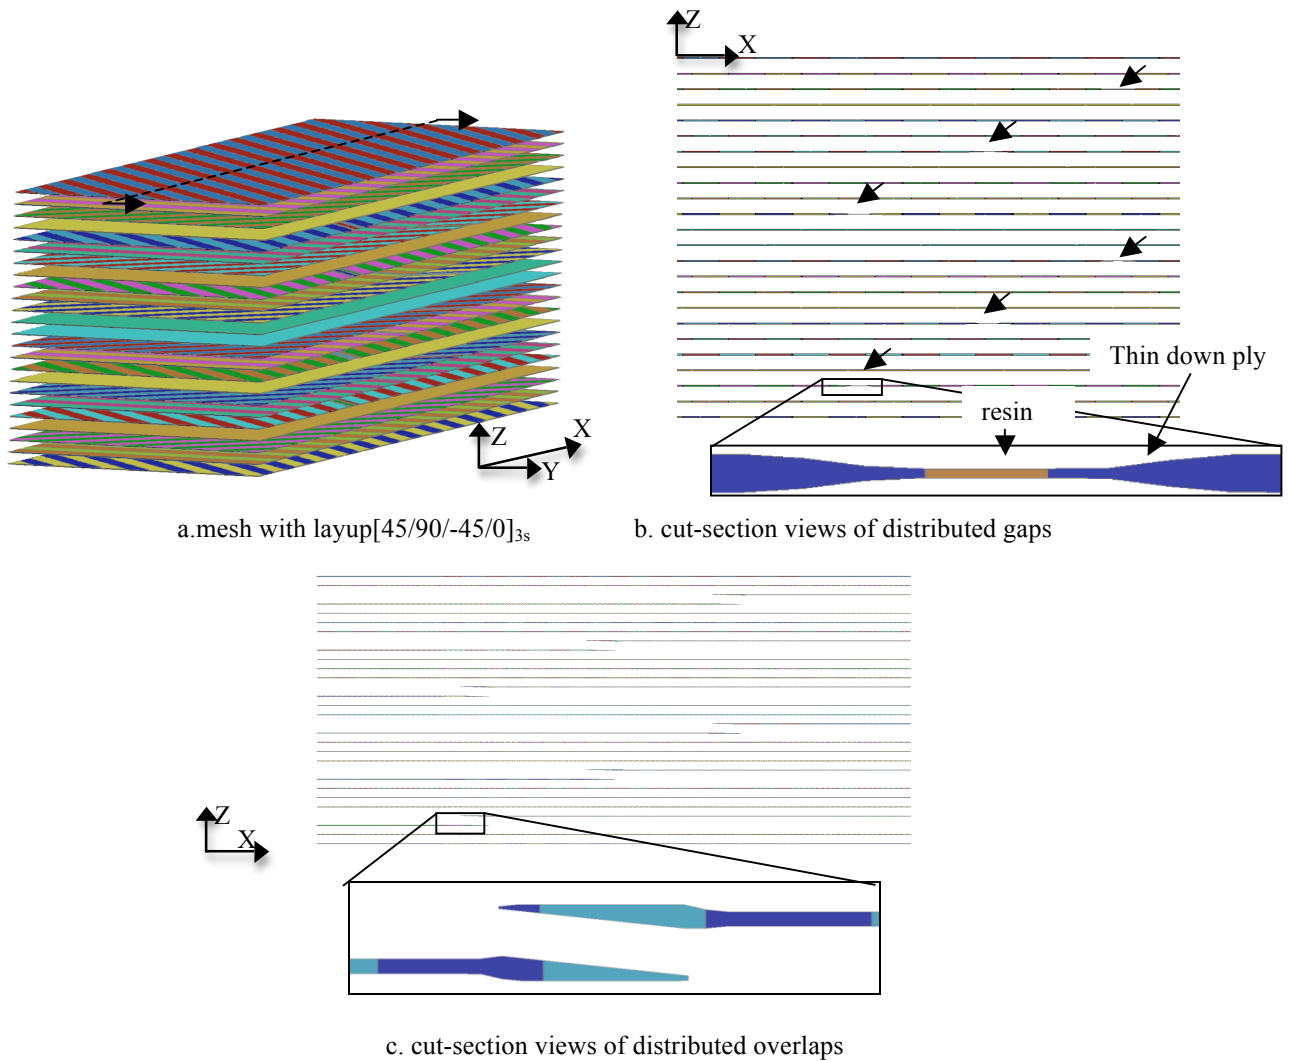 Z
X
Thin down ply
resin
Z
X
Y
a.mesh with layup[45/90/-45/0]3s
b. cut-section views of distributed gaps
Z
X
c. cut-section views of distributed overlaps